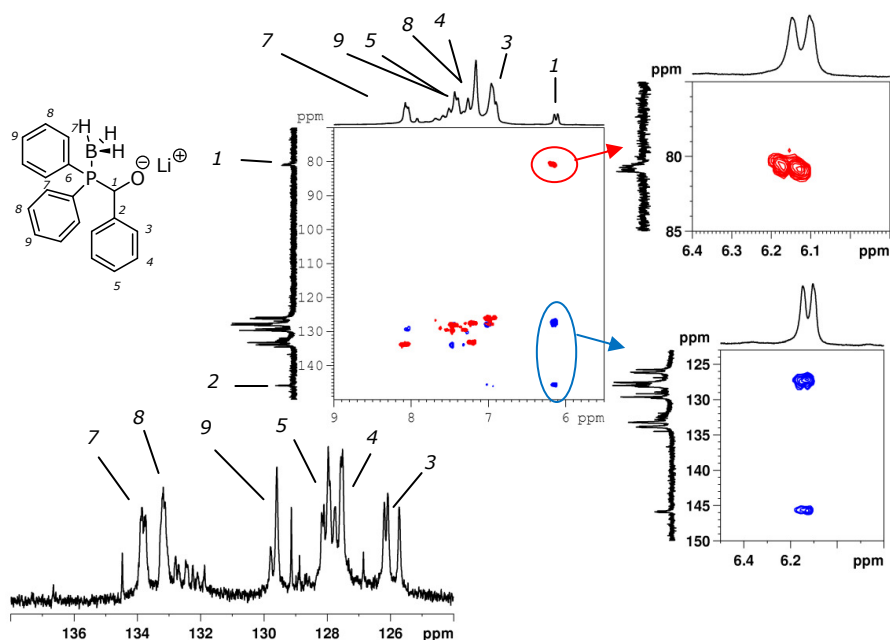 7 9 5 8 4 3 1
ppm
1
2
80
90
100
110
120
130
140
9 8 7 6 5 ppm
ppm
80
85
6.4 6.3 6.2 6.1 ppm
ppm
125
130
135
140
145
150
6.4 6.2 ppm
H
7 H
H
B
P
O ⊖ Li ⊕
8
9
6
7
8
9
1
2
3
4
5
7 8 9 5 4 3
136 134 132 130 128 126 ppm